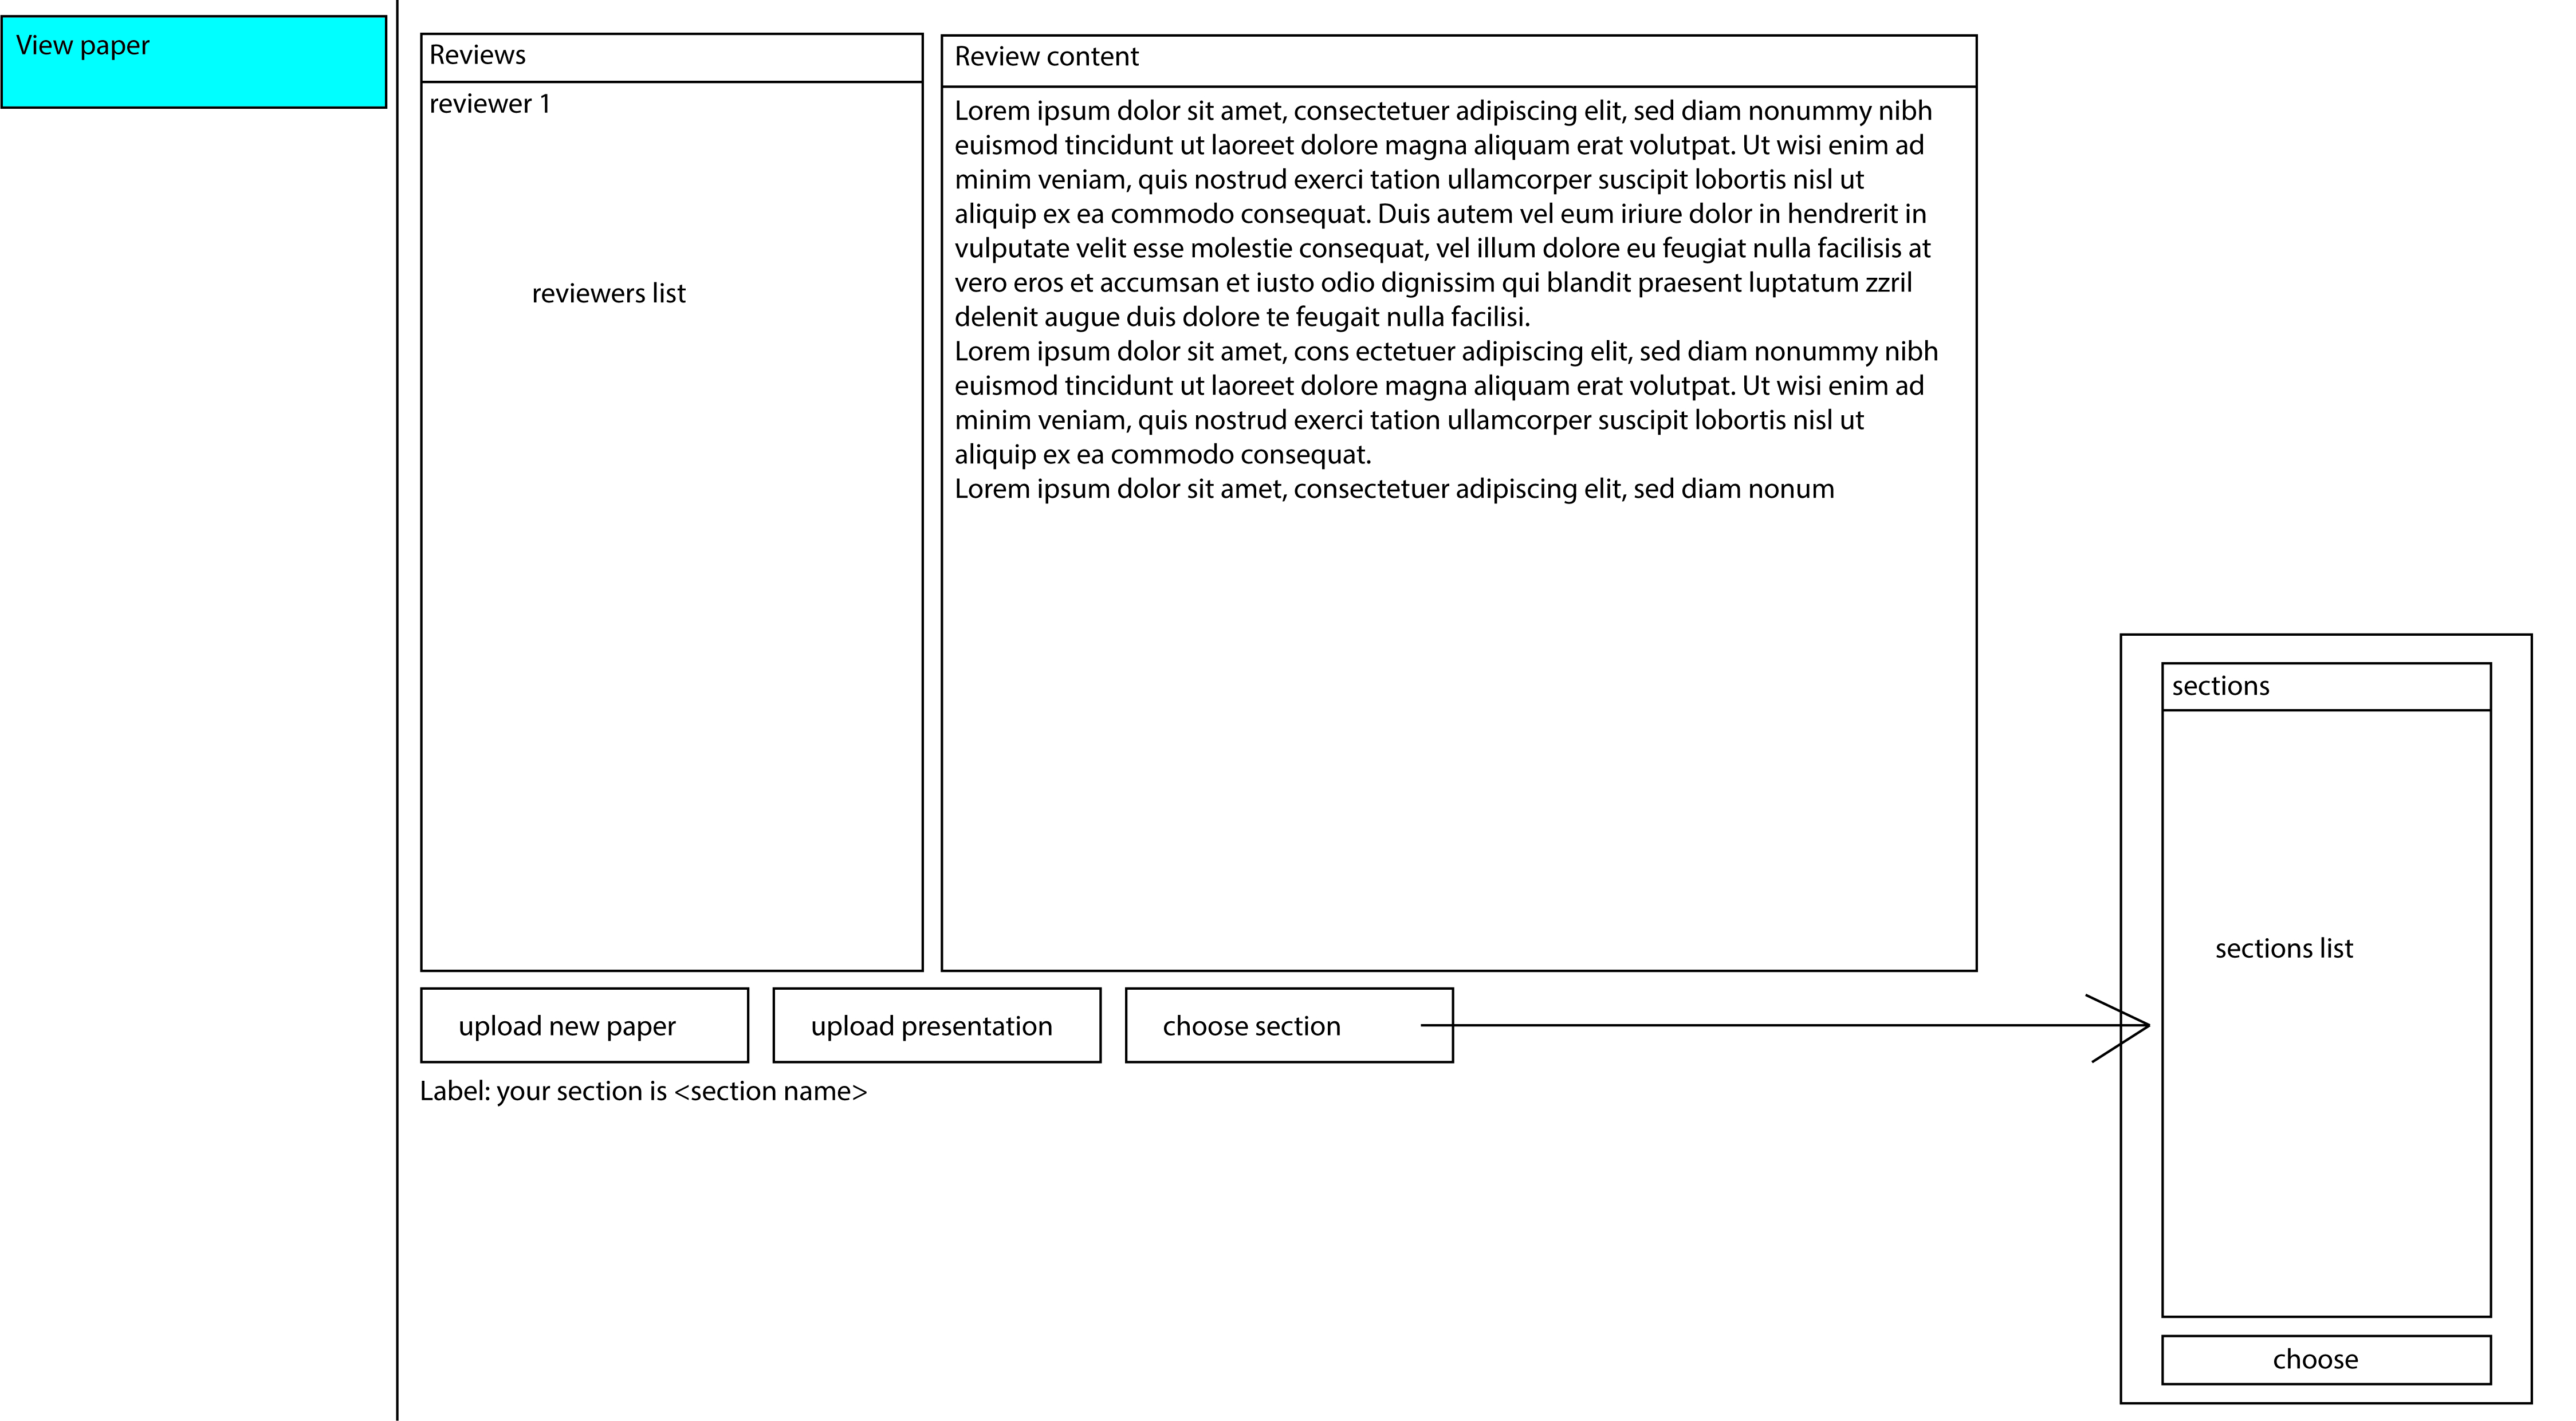 View paper
Reviews
reviewer 1
reviewers list
Review content
Lorem ipsum dolor sit amet, consectetuer adipiscing elit, sed diam nonummy nibh
euismod tincidunt ut laoreet dolore magna aliquam erat volutpat. Ut wisi enim ad
minim veniam, quis nostrud exerci tation ullamcorper suscipit lobortis nisl ut
aliquip ex ea commodo consequat. Duis autem vel eum iriure dolor in hendrerit in
vulputate velit esse molestie consequat, vel illum dolore eu feugiat nulla facilisis at
vero eros et accumsan et iusto odio dignissim qui blandit praesent luptatum zzril
delenit augue duis dolore te feugait nulla facilisi.
Lorem ipsum dolor sit amet, cons ectetuer adipiscing elit, sed diam nonummy nibh
euismod tincidunt ut laoreet dolore magna aliquam erat volutpat. Ut wisi enim ad
minim veniam, quis nostrud exerci tation ullamcorper suscipit lobortis nisl ut
aliquip ex ea commodo consequat.
Lorem ipsum dolor sit amet, consectetuer adipiscing elit, sed diam nonum
upload new paper
upload presentation
choose section
Label: your section is <section name>
sections
sections list
choose